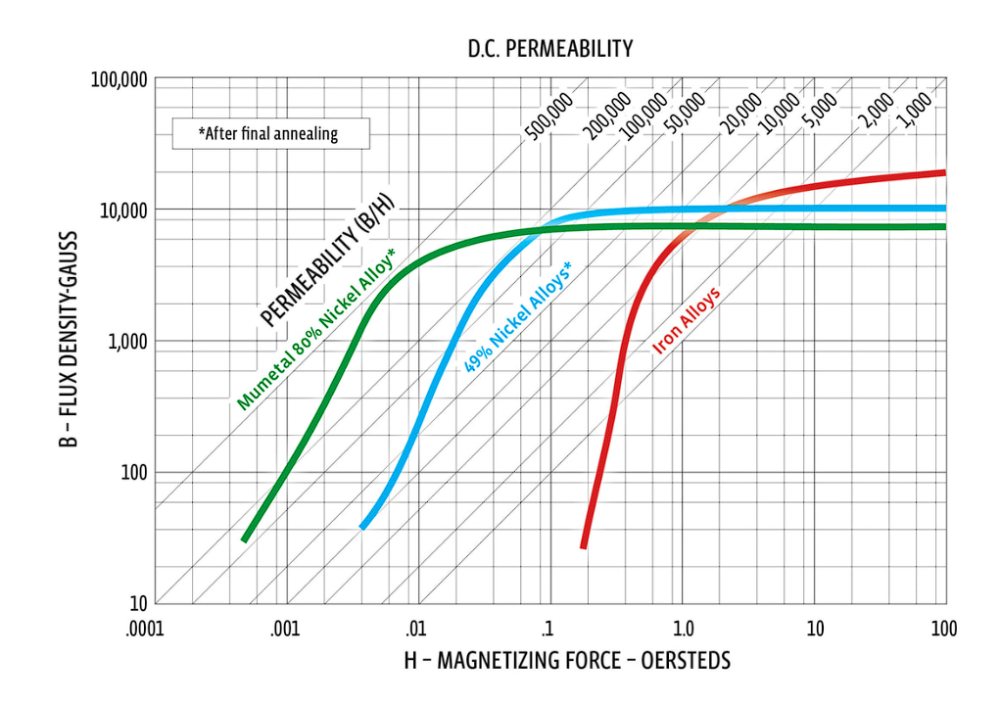 D.C. PERMEABILITY
100,000
10,000
1,000
100
10
B – FLUX DENSITY-GAUSS
*After final annealing
500,000
200,000
100,000
50,000
20,000
10,000
5,000
2,000
1,000
PERMEABILITY (B/H)
Mumetal 80% Nickel Alloy*
49% Nickel Alloys*
Iron Alloys
.0001
.001
.01
.1
1.0
10
100
H – MAGNETIZING FORCE – OERSTEDS